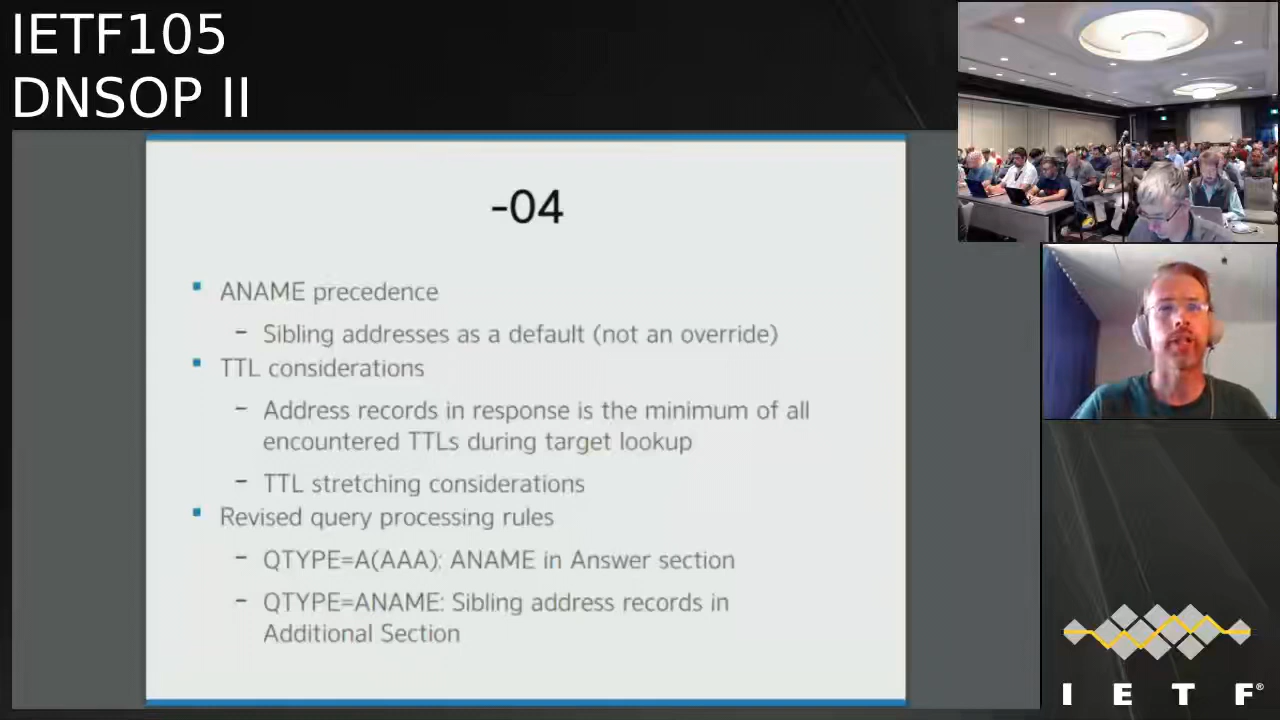 IETF105
DNSOP II
-04
ANAME precedence
– Sibling addresses as a default (not an override)
TTL considerations
– Address records in response is the minimum of all
encountered TTLs during target lookup
– TTL stretching considerations
Revised query processing rules
– QTYPE=A(AAA): ANAME in Answer section
– QTYPE=ANAME: Sibling address records in
Additional Section
I E T F®